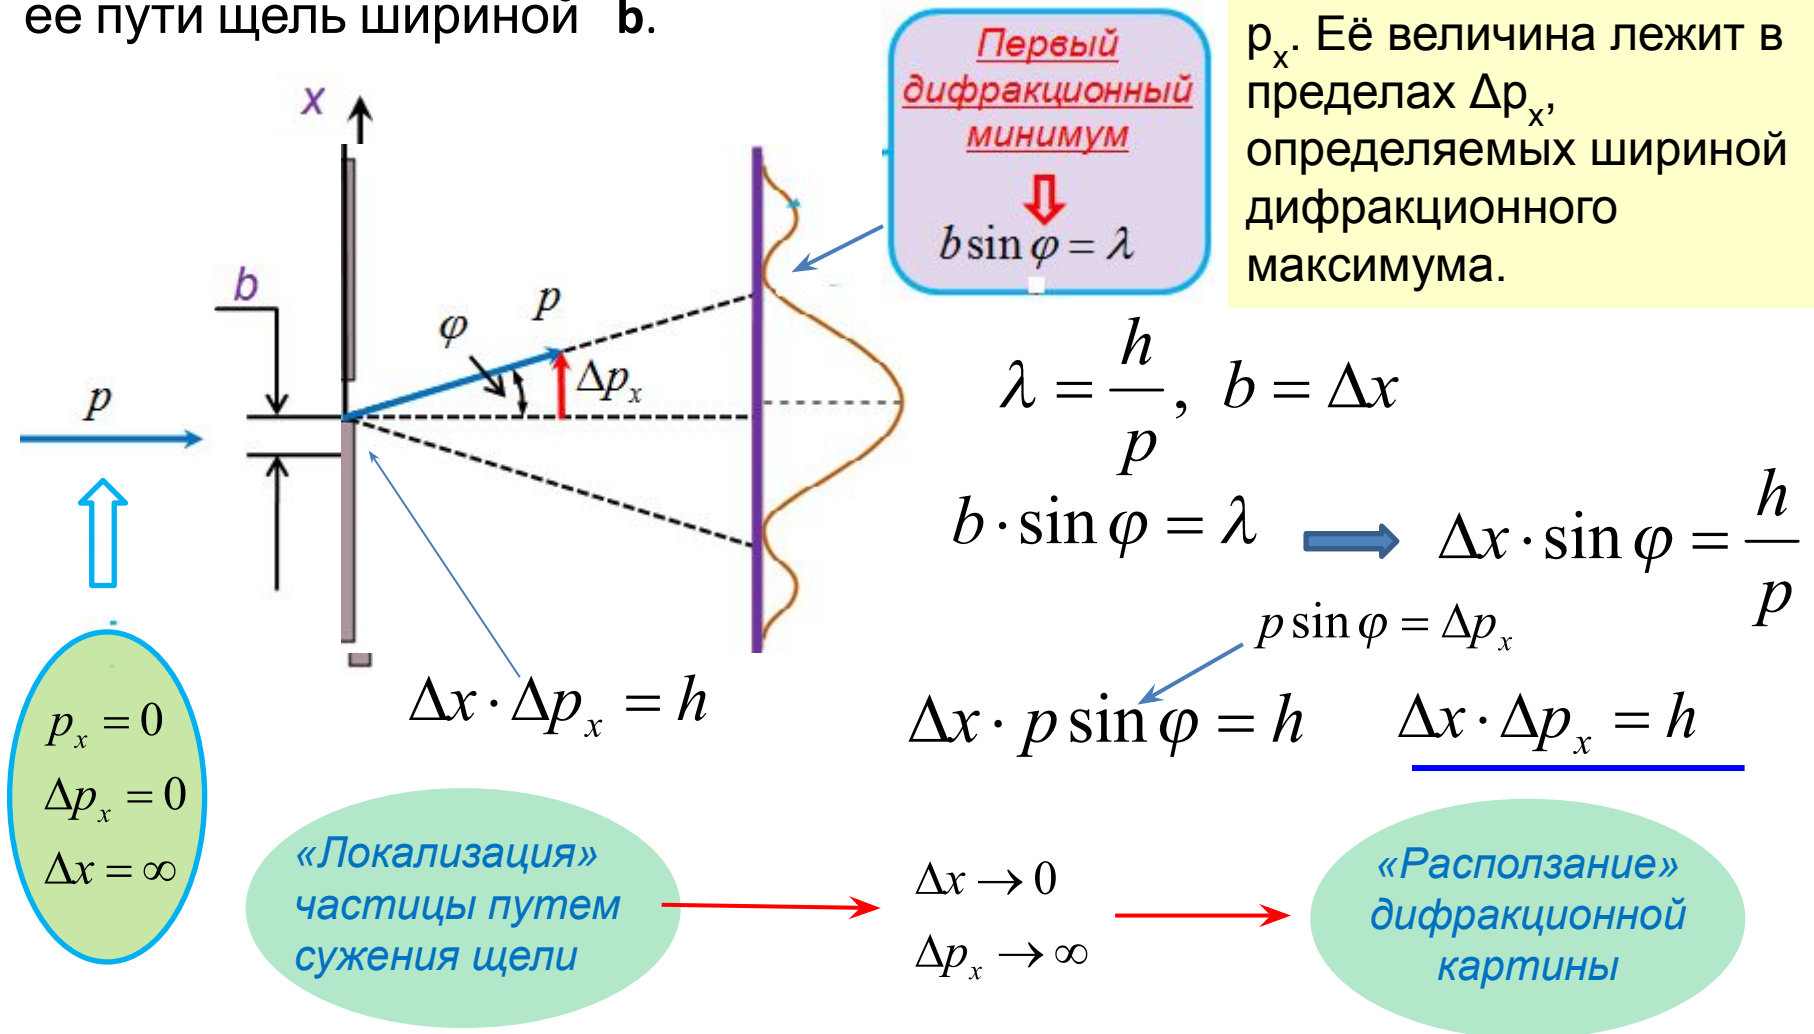 ее пути щель шириной b.
pₓ. Её величина лежит в
пределах Δpₓ,
определяемых шириной
дифракционного
максимума.
Первый
дифракционный
минимум
b sin φ = λ
x
b
p
φ
p
Δpₓ
λ = h/p, b = Δx
b · sin φ = λ
Δx · sin φ = h/p
p sin φ = Δpₓ
Δx · Δpₓ = h
Δx · p sin φ = h
Δx · Δpₓ = h
pₓ = 0
Δpₓ = 0
Δx = ∞
«Локализация»
частицы путем
сужения щели
Δx → 0
Δpₓ → ∞
«Расползание»
дифракционной
картины